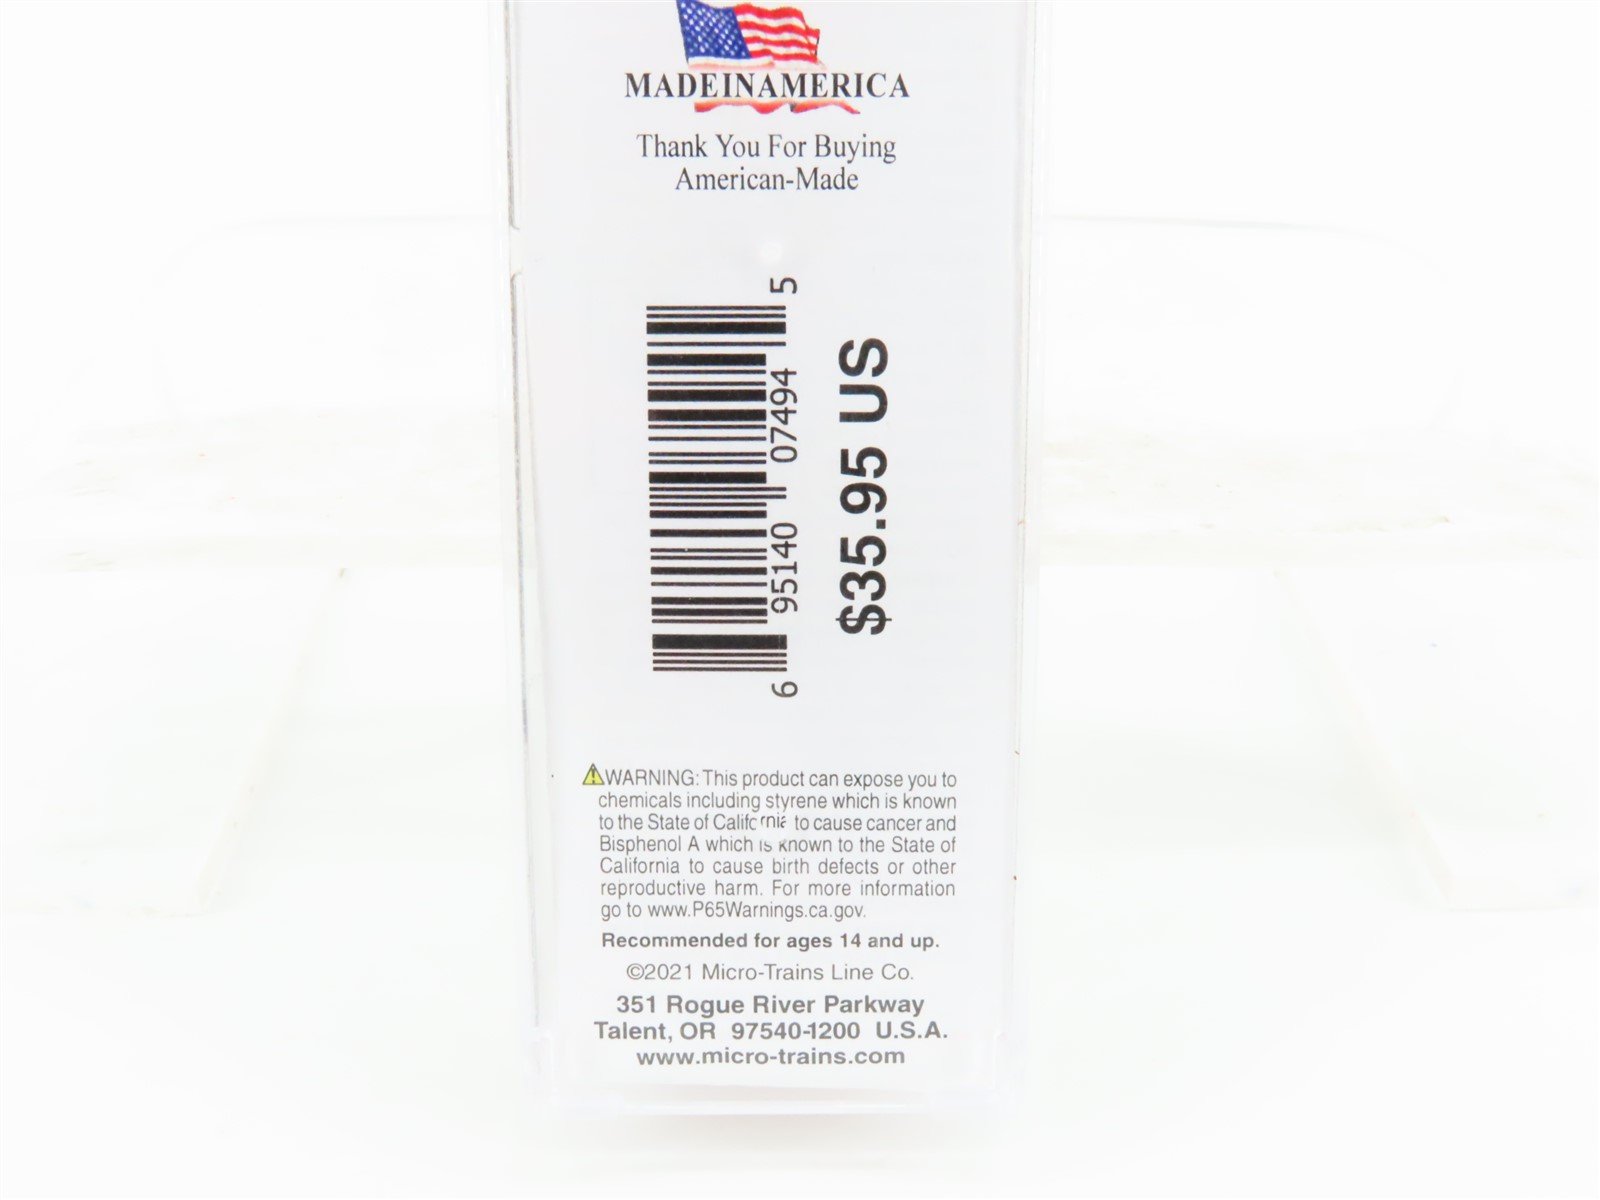 MADEINAMERICA
Thank You For Buying
American-Made
6 95140 07494 5
$35.95 US
WARNING: This product can expose you to
chemicals including styrene which is known
to the State of California to cause cancer and
Bisphenol A which is known to the State of
California to cause birth defects or other
reproductive harm. For more information
go to www.P65Warnings.ca.gov.
Recommended for ages 14 and up.
©2021 Micro-Trains Line Co.
351 Rogue River Parkway
Talent, OR 97540-1200 U.S.A.
www.micro-trains.com